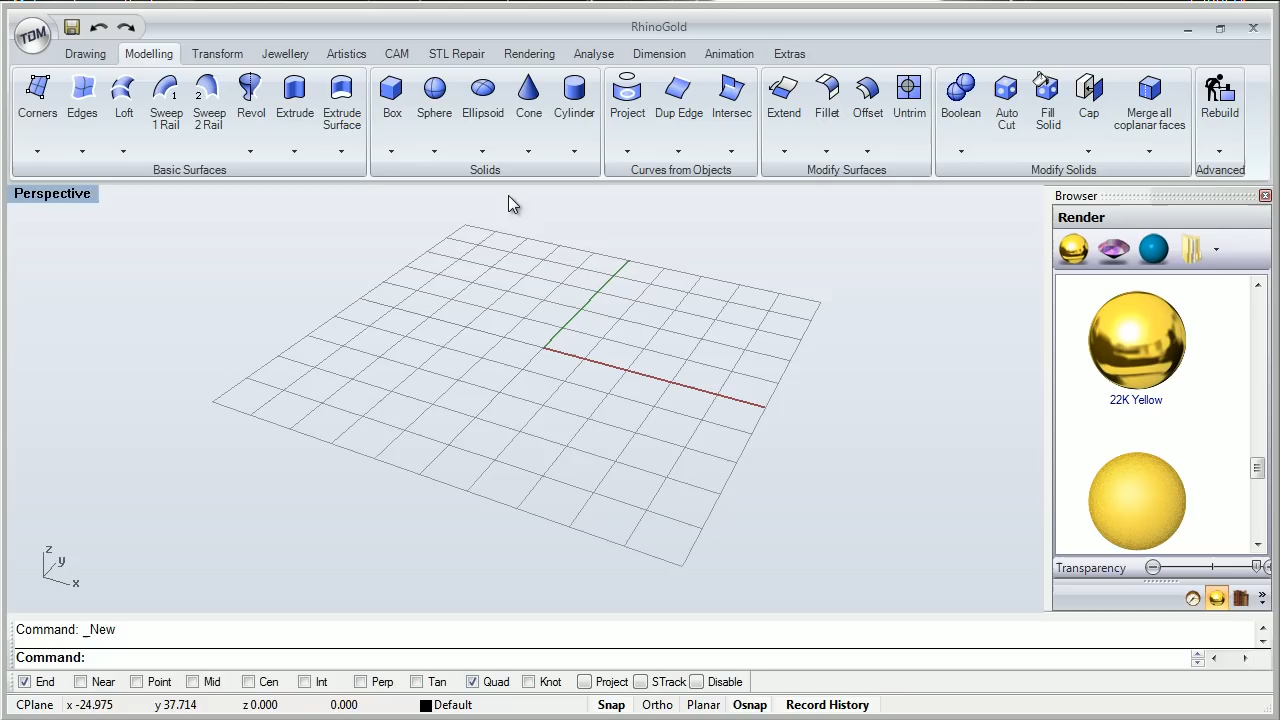 TDM
RhinoGold
Drawing Modelling Transform Jewellery Artistics CAM STL Repair Rendering Analyse Dimension Animation Extras
Corners Edges Loft Sweep 1 Rail Sweep 2 Rail Revol Extrude Extrude Surface
Basic Surfaces
Box Sphere Ellipsoid Cone Cylinder
Solids
Project Dup Edge Intersec
Curves from Objects
Extend Fillet Offset Untrim
Modify Surfaces
Boolean Auto Cut Fill Solid Cap Merge all coplanar faces
Modify Solids
Rebuild
Advanced
Perspective
Browser
Render
22K Yellow
Transparency
z
y
x
Command: _New
Command:
End Near Point Mid Cen Int Perp Tan Quad Knot Project STrack Disable
CPlane x -24.975 y 37.714 z 0.000 0.000 Default Snap Ortho Planar Osnap Record History